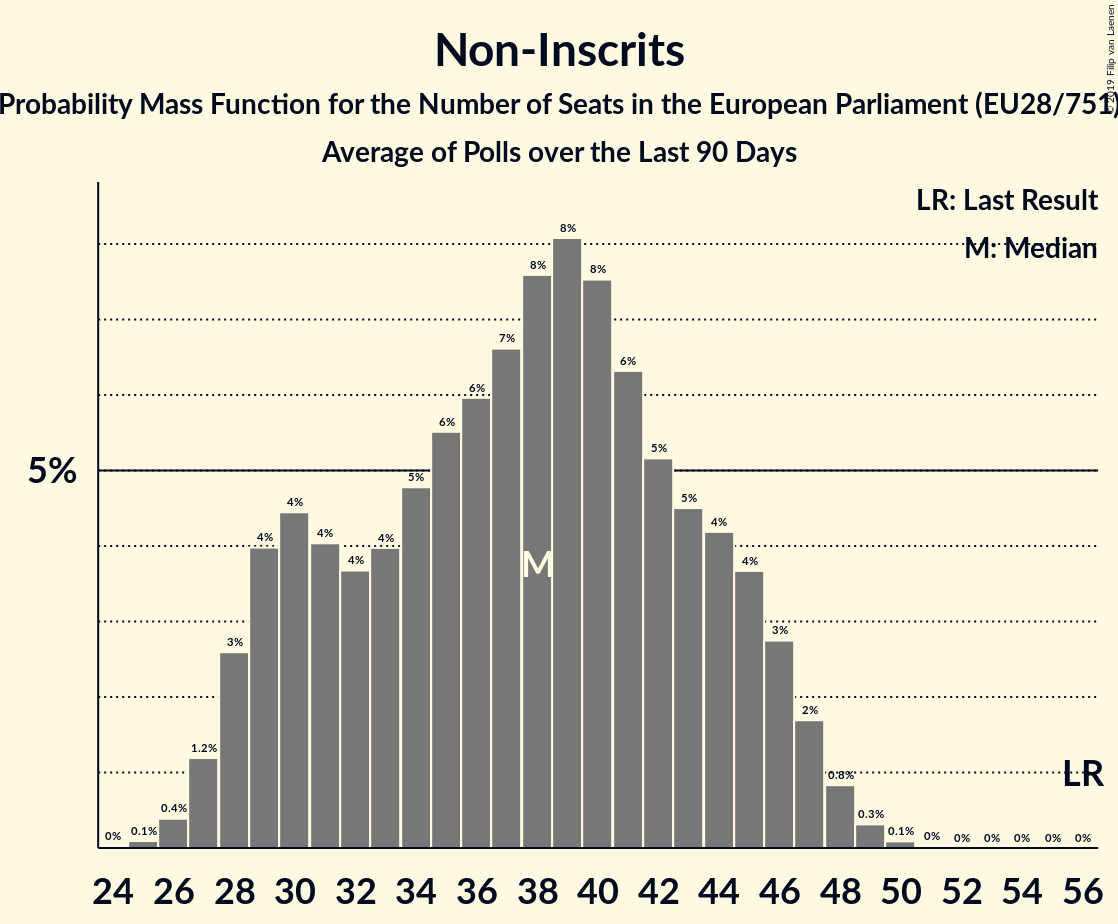 Non-Inscrits
Probability Mass Function for the Number of Seats in the European Parliament (EU28/751)
Average of Polls over the Last 90 Days
© 2019 Filip van Laenen
LR: Last Result
M: Median
5%
0% 0.1% 0.4% 1.2% 3% 4% 4% 4% 4% 4% 5% 6% 6% 7% 8% 8% 8% 6% 5% 5% 4% 4% 3% 2% 0.8% 0.3% 0.1% 0% 0% 0% 0% 0% 0%
M
LR
24 26 28 30 32 34 36 38 40 42 44 46 48 50 52 54 56